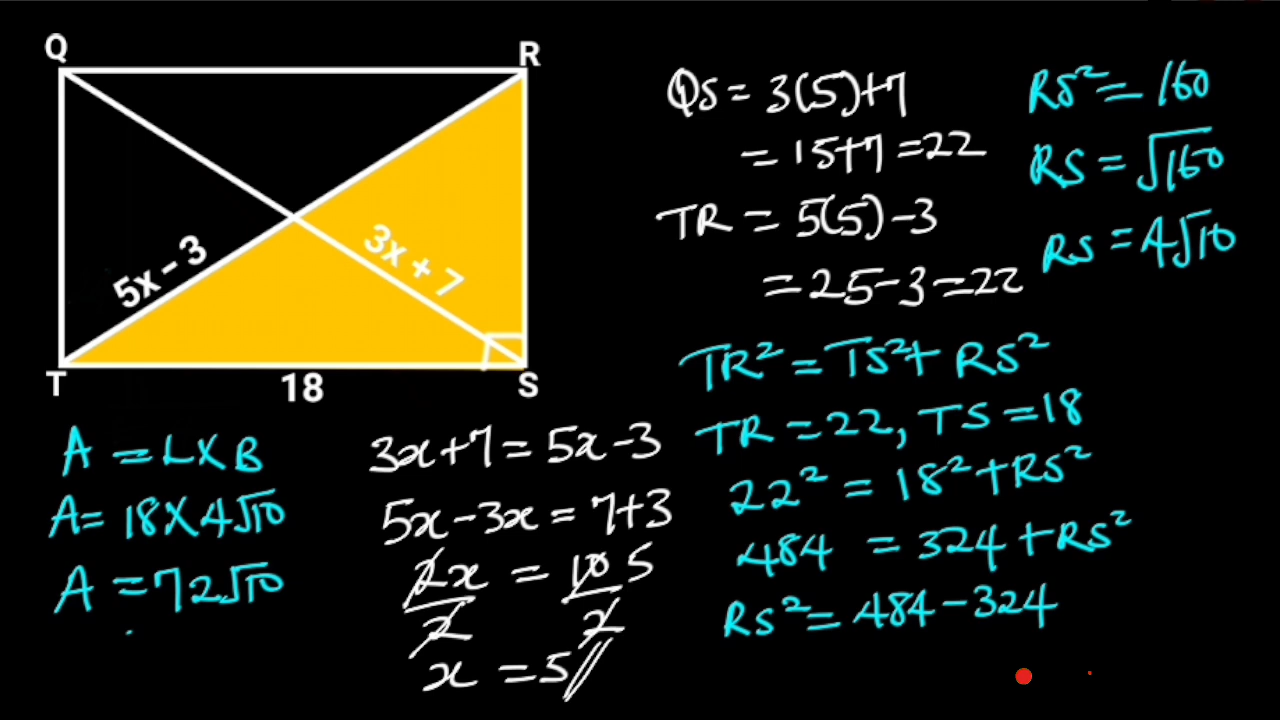 Q
R
5x - 3
3x + 7
T
18
S
A = L X B
A = 18 X 4√10
A = 72√10
3x+7 = 5x-3
5x-3x = 7+3
2x = 10 5
2 2
x = 5//
QS = 3(5)+7
= 15+7 = 22
TR = 5(5)-3
= 25-3 = 22
TR² = TS² + RS²
TR = 22, TS = 18
22² = 18² + RS²
484 = 324 + RS²
RS² = 484 - 324
RS² = 160
RS = √160
RS = 4√10